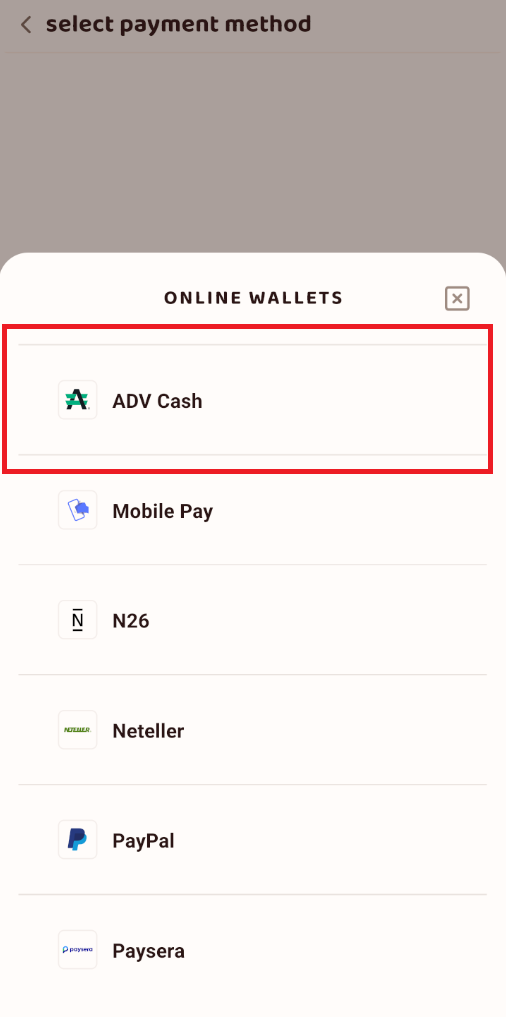 select payment method
ONLINE WALLETS
ADV Cash
Mobile Pay
N
N26
NETELLER
Neteller
PayPal
paysera
Paysera